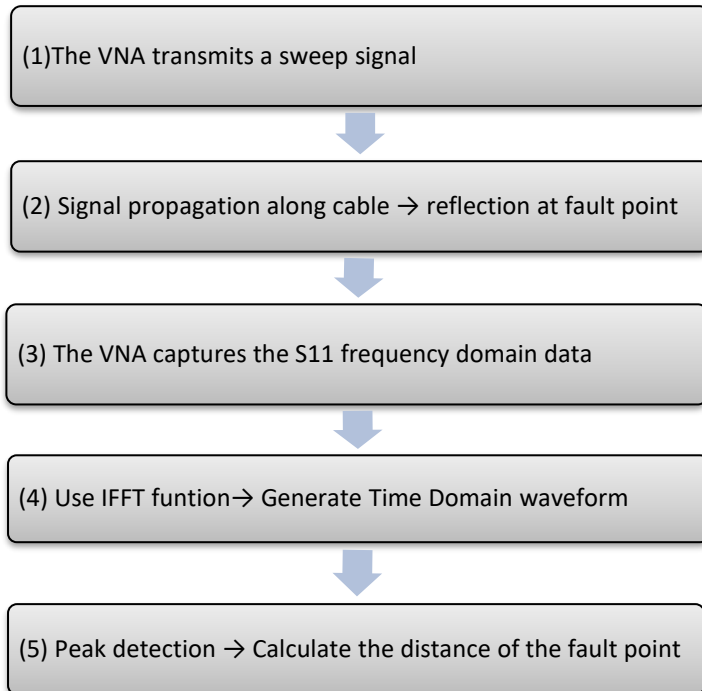 (1)The VNA transmits a sweep signal
(2) Signal propagation along cable → reflection at fault point
(3) The VNA captures the S11 frequency domain data
(4) Use IFFT funtion→ Generate Time Domain waveform
(5) Peak detection → Calculate the distance of the fault point